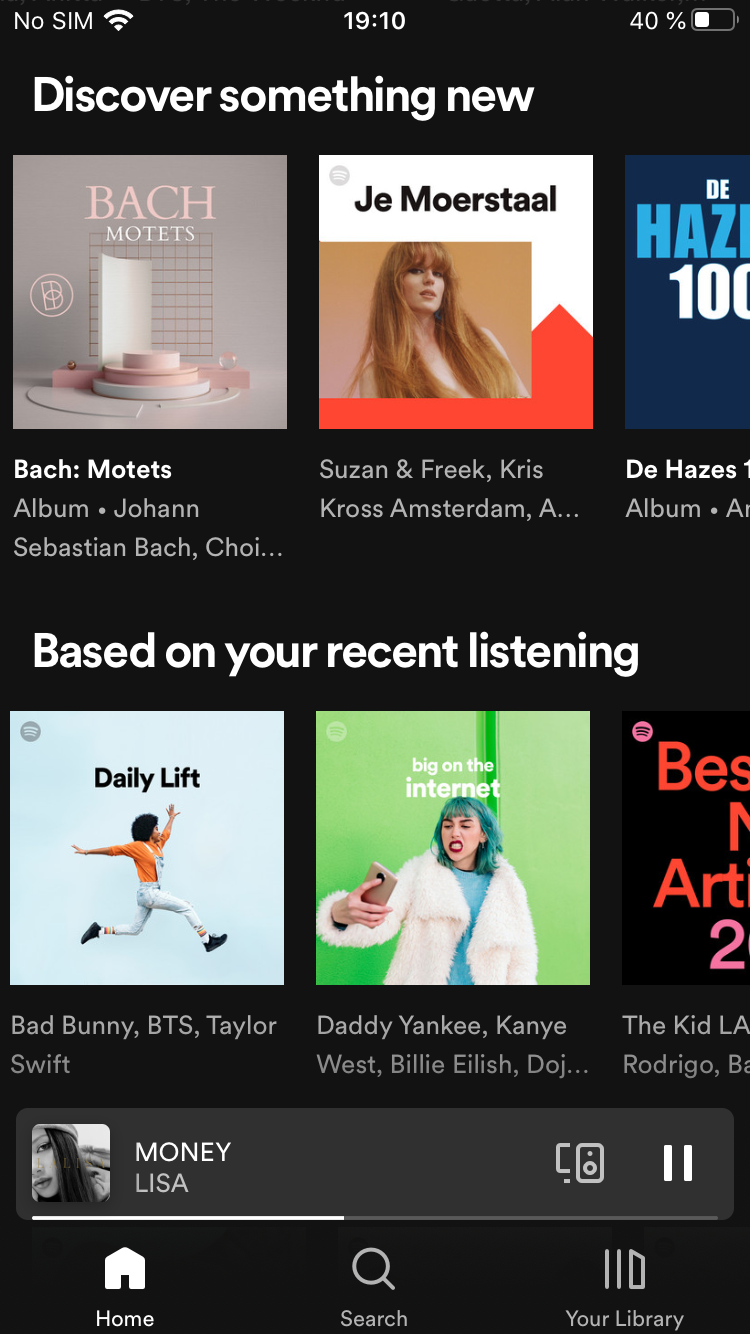 No SIM 19:10 40 %
Discover something new
BACH
MOTETS
Je Moerstaal
DE
HAZE
100
Bach: Motets
Album • Johann
Sebastian Bach, Choi...
Suzan & Freek, Kris
Kross Amsterdam, A...
De Hazes 1
Album • An
Based on your recent listening
Daily Lift
big on the
internet
Bes
N
Arti
20
Bad Bunny, BTS, Taylor
Swift
Daddy Yankee, Kanye
West, Billie Eilish, Doj...
The Kid LA
Rodrigo, Ba
MONEY
LISA
Home
Search
Your Library